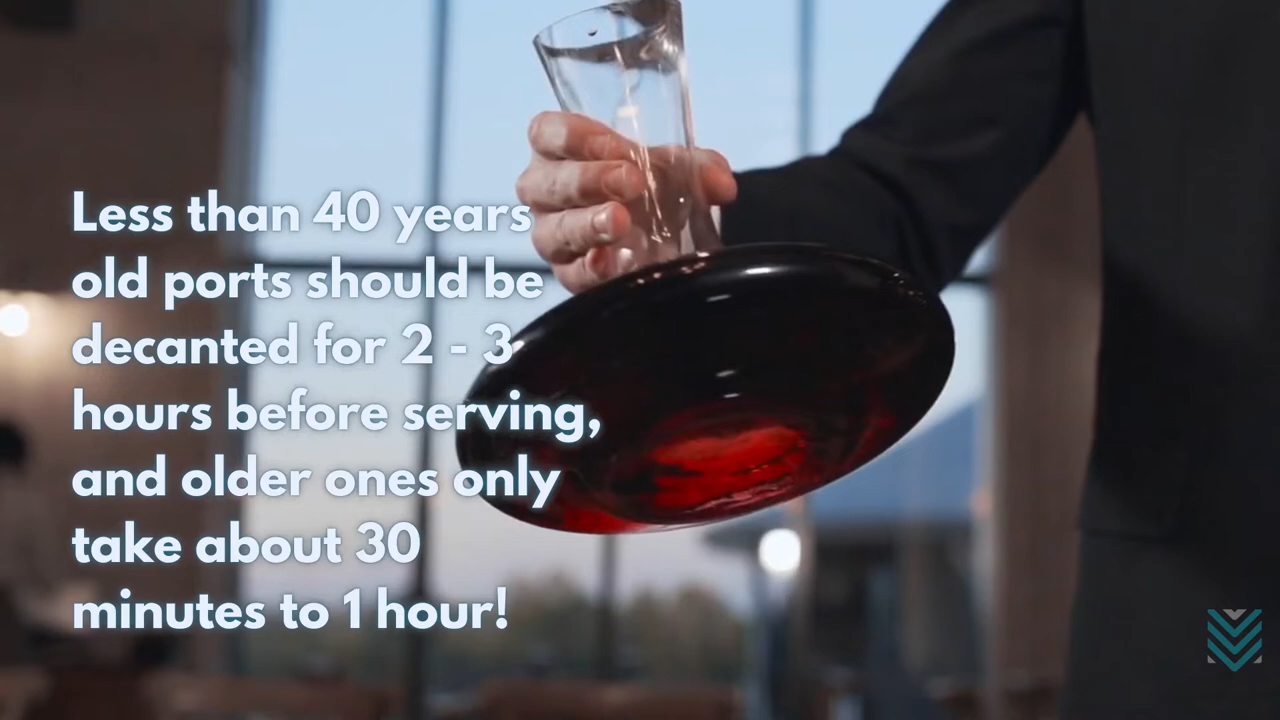 Less than 40 years
old ports should be
decanted for 2 - 3
hours before serving,
and older ones only
take about 30
minutes to 1 hour!